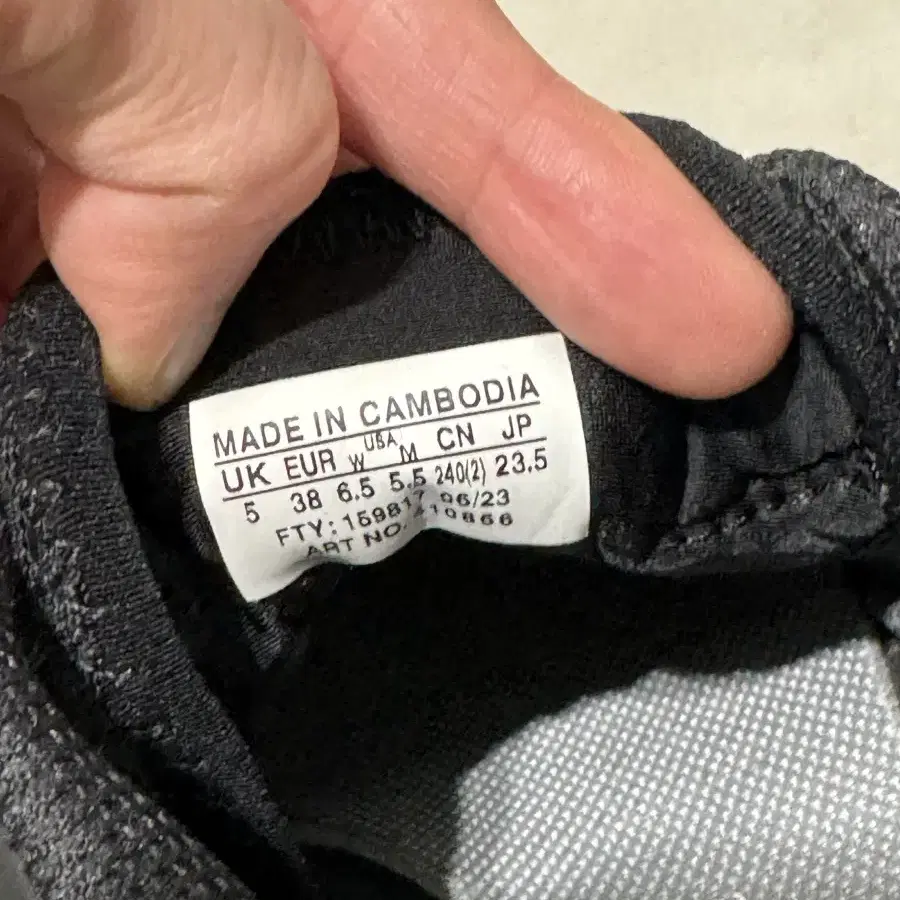 MADE IN CAMBODIA
UK EUR USA W M CN JP
5 38 6.5 5.5 240(2) 23.5
FTY: 159817 06/23
ART NO: